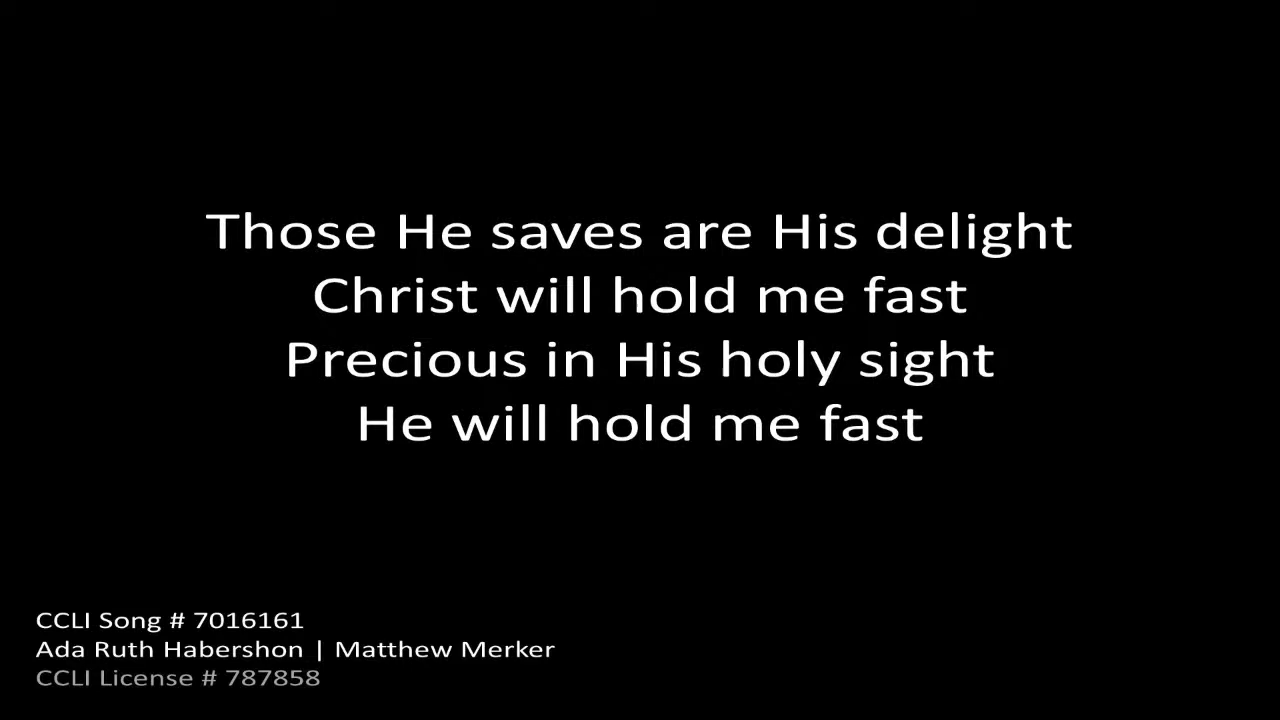 Those He saves are His delight
Christ will hold me fast
Precious in His holy sight
He will hold me fast
CCLI Song # 7016161
Ada Ruth Habershon | Matthew Merker
CCLI License # 787858